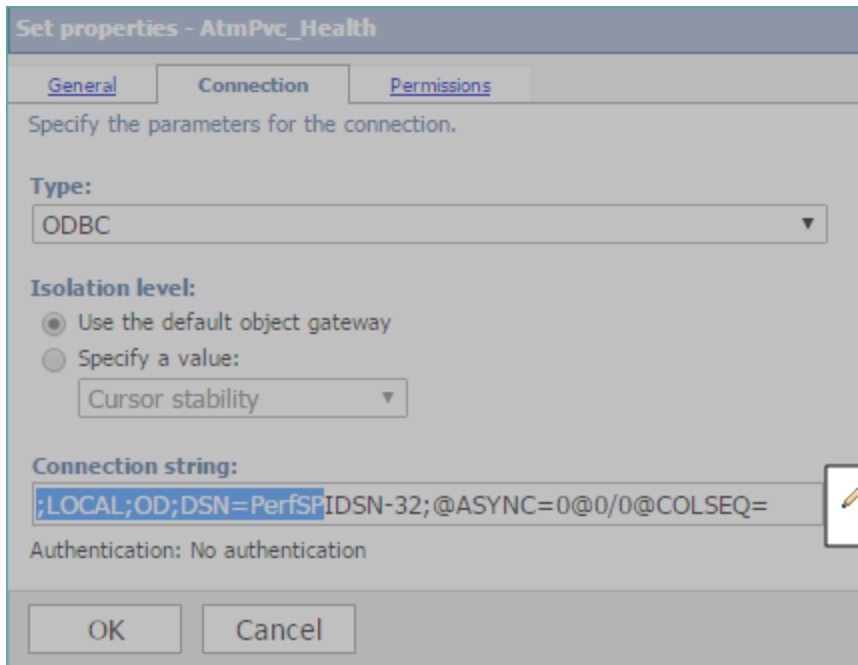 Set properties - AtmPvc_Health
General Connection Permissions
Specify the parameters for the connection.
Type:
ODBC
Isolation level:
Use the default object gateway
Specify a value:
Cursor stability
Connection string:
;LOCAL;OD;DSN=PerfSPIDSN-32;@ASYNC=0@0/0@COLSEQ=
Authentication: No authentication
OK Cancel